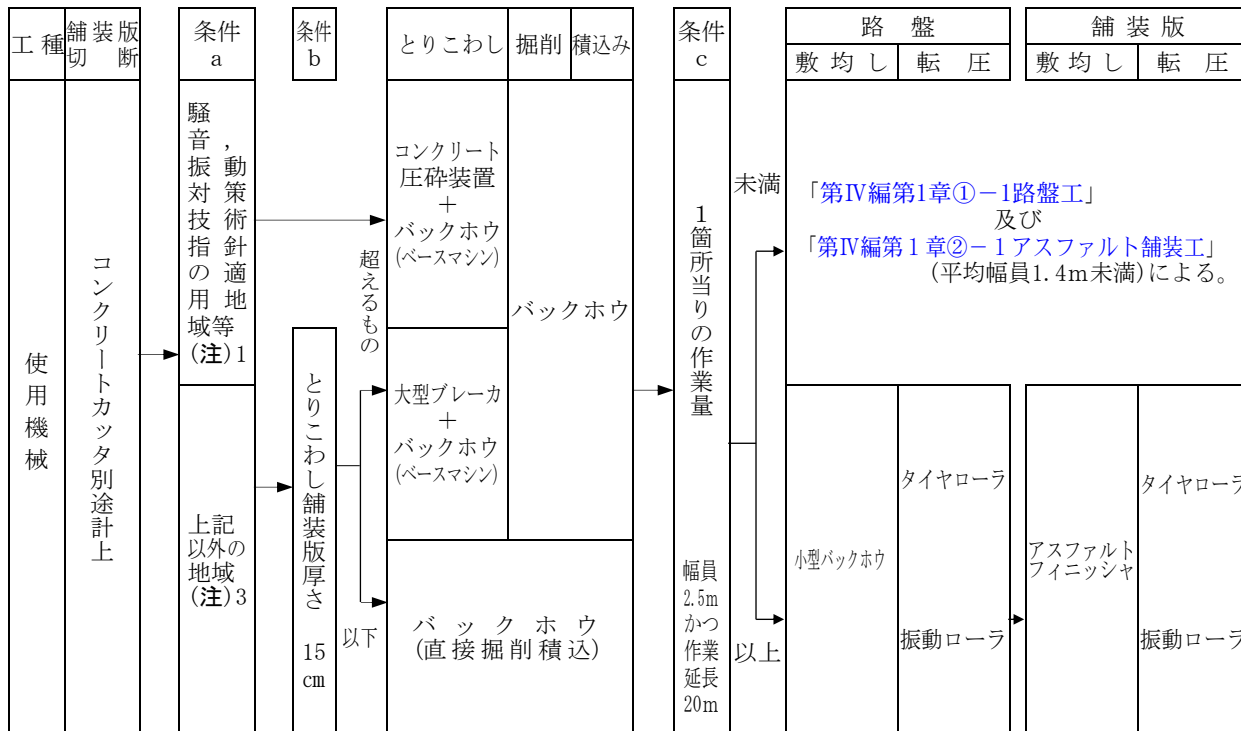 工種
舗装版
切断
条件
a
条件
b
とりこわし
掘削
積込み
条件
c
路盤
敷均し
転圧
舗装版
敷均し
転圧
使用機械
コンクリートカッタ別途計上
騒音,
振動
対策
技術
指針
の適
用地
域等
(注)1
上記
以外の
地域
(注)3
とりこわし舗装版厚さ
15
cm
超えるもの
以下
コンクリート
圧砕装置
+
バックホウ
(ベースマシン)
大型ブレーカ
+
バックホウ
(ベースマシン)
バックホウ
バックホウ
(直接掘削積込)
1箇所当りの作業量
幅員
2.5m
かつ
作業
延長
20m
未満
以上
「第Ⅳ編第1章①-1路盤工」
及び
「第Ⅳ編第1章②-1アスファルト舗装工」
(平均幅員1.4m未満)による。
小型バックホウ
タイヤローラ
振動ローラ
アスファルト
フィニッシャ
タイヤローラ
振動ローラ